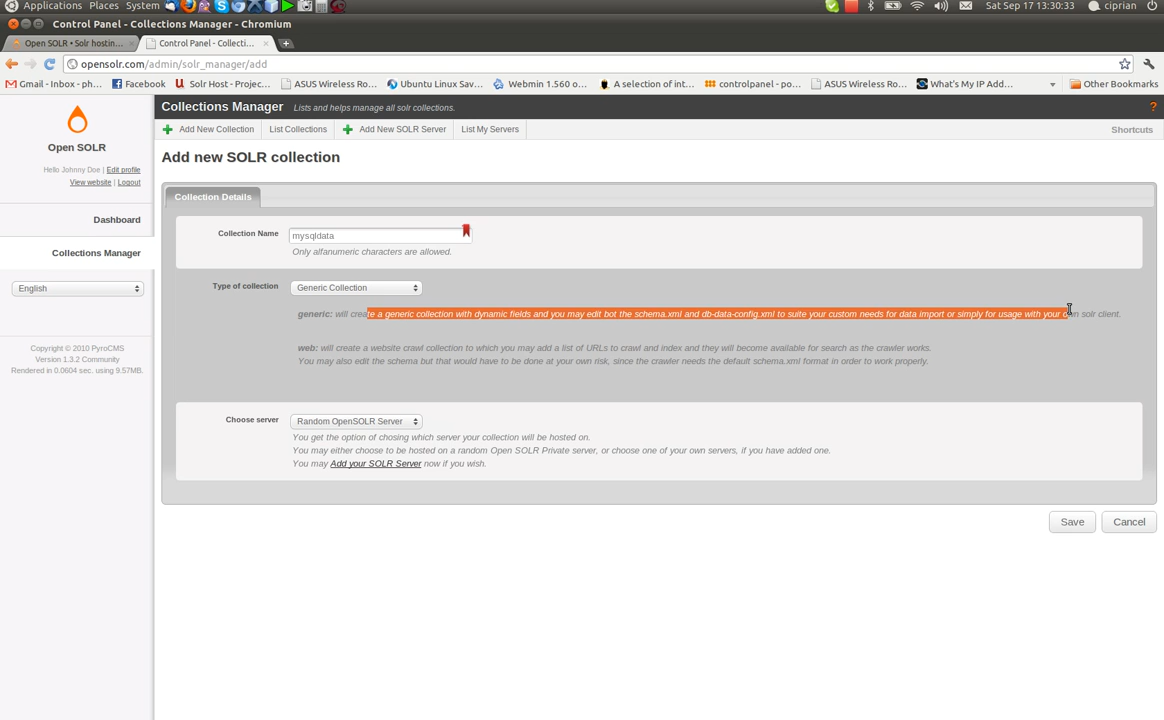 Applications Places System Sat Sep 17 13:30:33 ciprian
Control Panel - Collections Manager - Chromium
Open SOLR • Solr hostin... Control Panel - Collecti...
opensolr.com/admin/solr_manager/add
Gmail - Inbox - ph... Facebook Solr Host - Projec... ASUS Wireless Ro... Ubuntu Linux Sav... Webmin 1.560 o... A selection of int... controlpanel - po... ASUS Wireless Ro... What's My IP Add... Other Bookmarks
Open SOLR
Hello Johnny Doe | Edit profile
View website | Logout
Dashboard
Collections Manager
English
Copyright © 2010 PyroCMS
Version 1.3.2 Community
Rendered in 0.0604 sec. using 9.57MB.
Collections Manager Lists and helps manage all solr collections. ?
Add New Collection List Collections Add New SOLR Server List My Servers Shortcuts
Add new SOLR collection
Collection Details
Collection Name mysqldata
Only alfanumeric characters are allowed.
Type of collection Generic Collection
generic: will create a generic collection with dynamic fields and you may edit bot the schema.xml and db-data-config.xml to suite your custom needs for data import or simply for usage with your own solr client.
web: will create a website crawl collection to which you may add a list of URLs to crawl and index and they will become available for search as the crawler works.
You may also edit the schema but that would have to be done at your own risk, since the crawler needs the default schema.xml format in order to work properly.
Choose server Random OpenSOLR Server
You get the option of chosing which server your collection will be hosted on.
You may either choose to be hosted on a random Open SOLR Private server, or choose one of your own servers, if you have added one.
You may Add your SOLR Server now if you wish.
Save Cancel